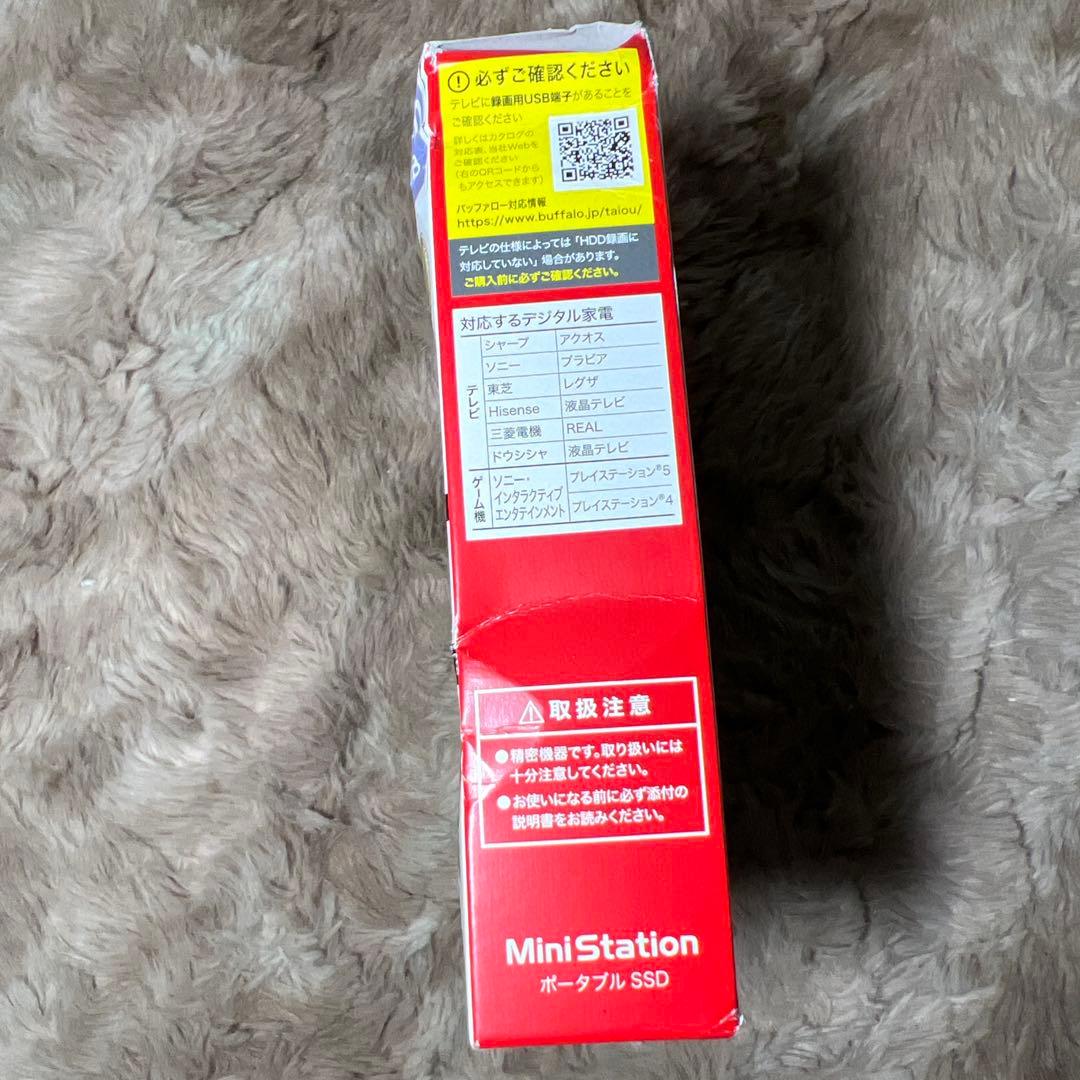 必ずご確認ください
テレビに録画用USB端子があることを
ご確認ください
詳しくはカタログの
対応表、当社Webを
ご確認ください
(右のQRコードから
もアクセスできます)
バッファロー対応情報
https://www.buffalo.jp/taiou/
テレビの仕様によっては「HDD録画に
対応していない」場合があります。
ご購入前に必ずご確認ください。
対応するデジタル家電
テレビ
シャープ アクオス
ソニー ブラビア
東芝 レグザ
Hisense 液晶テレビ
三菱電機 REAL
ドウシシャ 液晶テレビ
ゲーム機
ソニー・
インタラクティブ
エンタテインメント
プレイステーション®5
プレイステーション®4
取扱注意
●精密機器です。取り扱いには
十分注意してください。
●お使いになる前に必ず添付の
説明書をお読みください。
MiniStation
ポータブル SSD